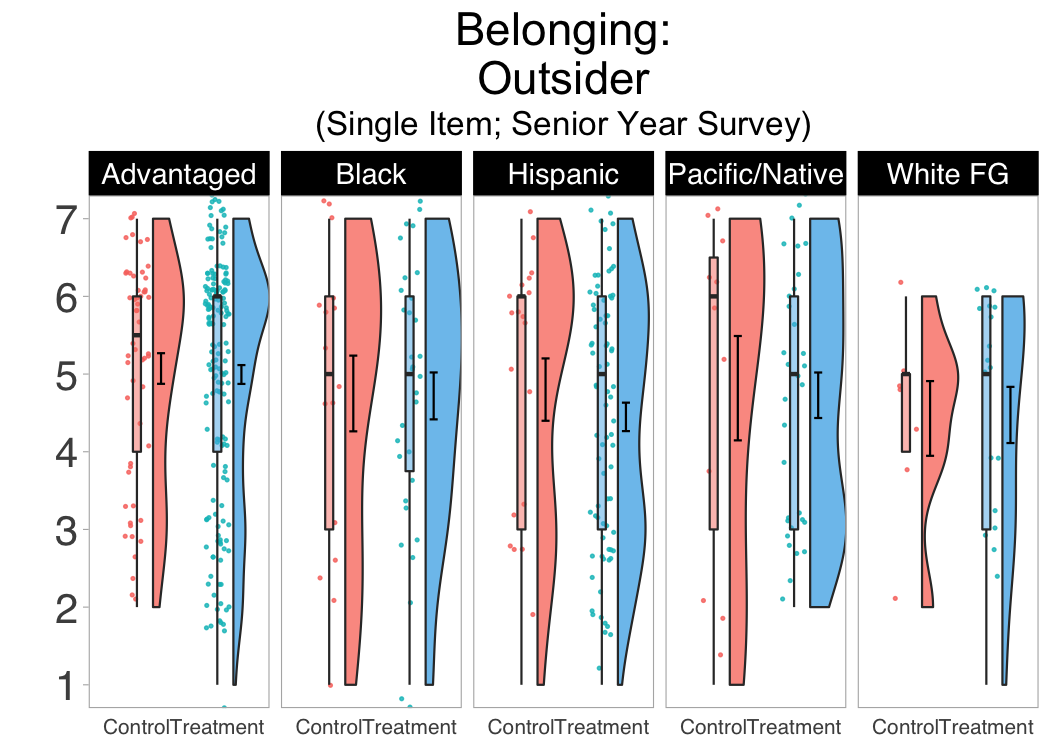 Belonging:
Outsider
(Single Item; Senior Year Survey)
Advantaged Black Hispanic Pacific/Native White FG
7
6
5
4
3
2
1
ControlTreatment ControlTreatment ControlTreatment ControlTreatment ControlTreatment